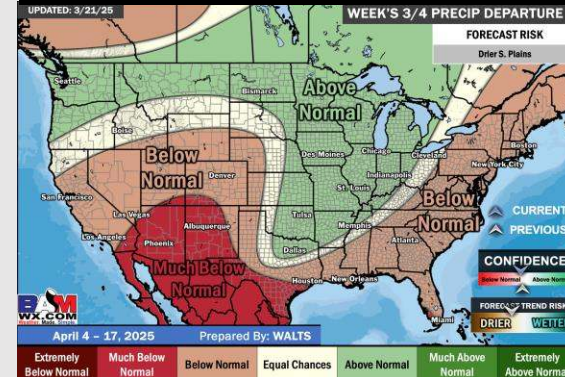 UPDATED: 3/21/25
WEEK'S 3/4 PRECIP DEPARTURE
FORECAST RISK
Drier S. Plains
Seattle
Bismarck
Above
Normal
Boise
Below
Normal
Denver
Des Moines
Chicago
Cleveland
Boston
New York City
Indianapolis
St. Louis
San Francisco
Las Vegas
Los Angeles
Phoenix
Albuquerque
Tulsa
Memphis
Below
Normal
Atlanta
Dallas
Much Below
Normal
Houston
New Orleans
Miami
CURRENT
PREVIOUS
CONFIDENCE
Below Normal
Above Norm
FORECAST TREND RISK
DRIER
WETTE
BAM
WX.COM
Weather. Made. Simple.
April 4 – 17, 2025
Prepared By: WALTS
Extremely
Below Normal
Much Below
Normal
Below Normal
Equal Chances
Above Normal
Much Above
Normal
Extremely
Above Normal